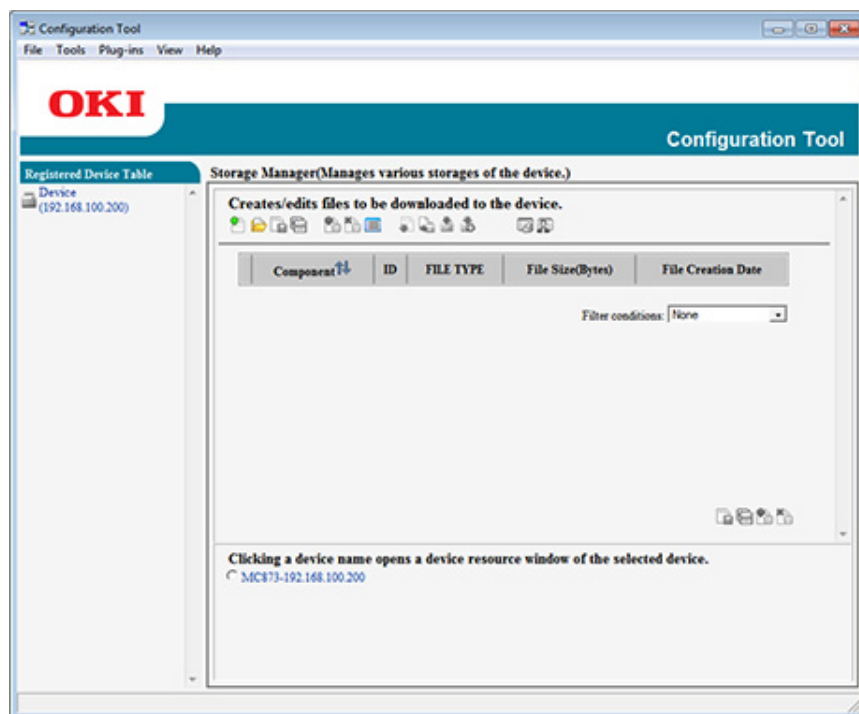 Configuration Tool
File Tools Plug-ins View Help
OKI
Configuration Tool
Registered Device Table
Device
(192.168.100.200)
Storage Manager(Manages various storages of the device.)
Creates/edits files to be downloaded to the device.
Component ID FILE TYPE File Size(Bytes) File Creation Date
Filter conditions: None
Clicking a device name opens a device resource window of the selected device.
MC873-192.168.100.200